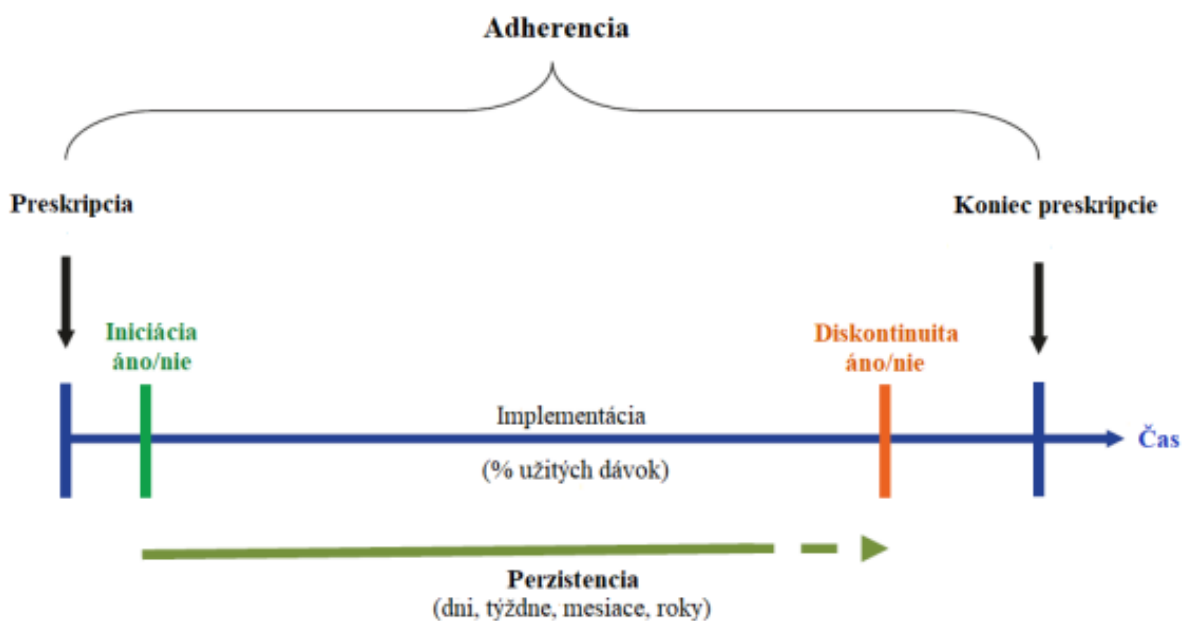 Adherencia
Preskripcia
Koniec preskripcie
Iniciácia
áno/nie
Diskontinuita
áno/nie
Implementácia
Čas
(% užitých dávok)
Perzistencia
(dni, týždne, mesiace, roky)